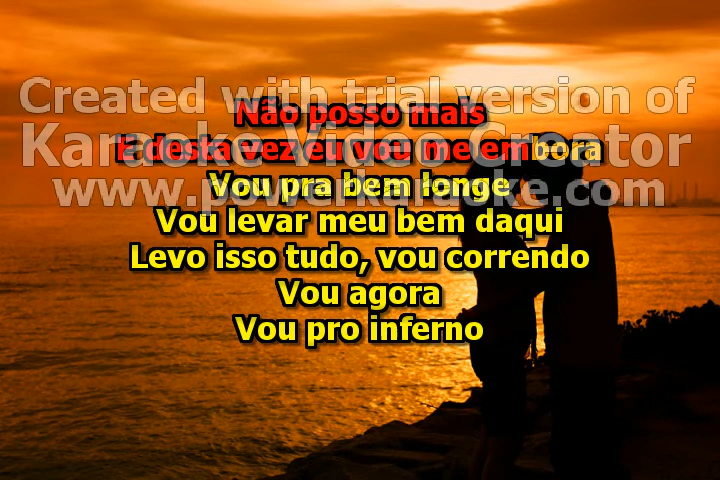 Created with trial version of
Não posso mais
Karaoke Video Creator
E desta vez eu vou me embora
www.powerkaraoke.com
Vou pra bem longe
Vou levar meu bem daqui
Levo isso tudo, vou correndo
Vou agora
Vou pro inferno